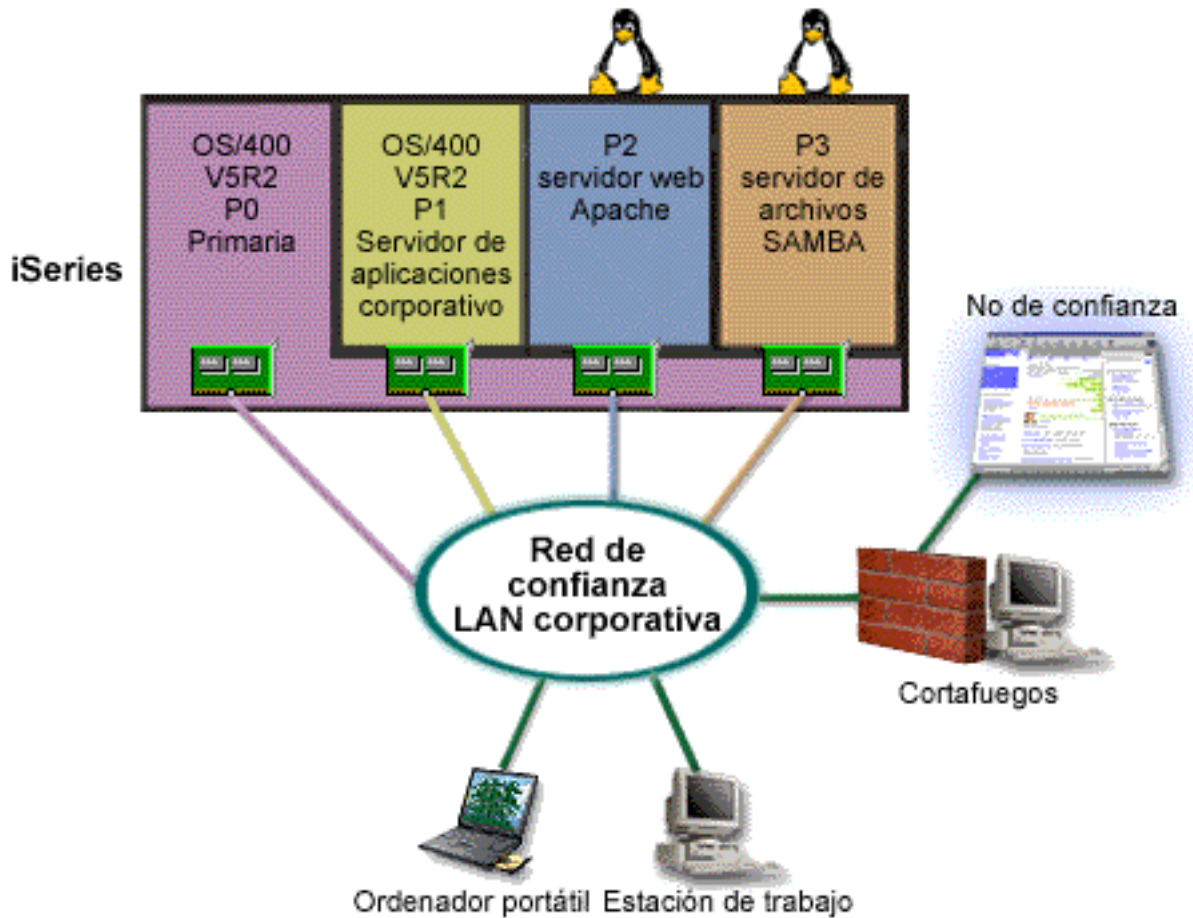 OS/400
V5R2
P0
Primaria
OS/400
V5R2
P1
Servidor de
aplicaciones
corporativo
P2
servidor web
Apache
P3
servidor de
archivos
SAMBA
iSeries
No de confianza
Red de
confianza
LAN corporativa
Cortafuegos
Ordenador portátil
Estación de trabajo